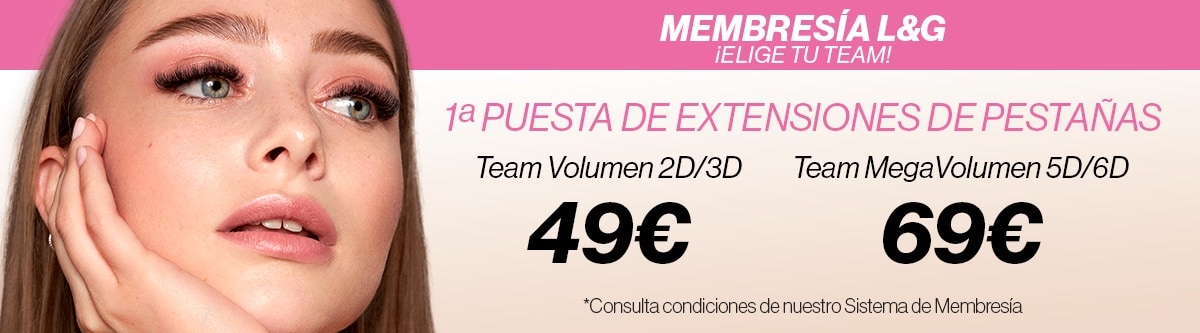 MEMBRESÍA L&G
¡ELIGE TU TEAM!
1ª PUESTA DE EXTENSIONES DE PESTAÑAS
Team Volumen 2D/3D
49€
Team MegaVolumen 5D/6D
69€
*Consulta condiciones de nuestro Sistema de Membresía